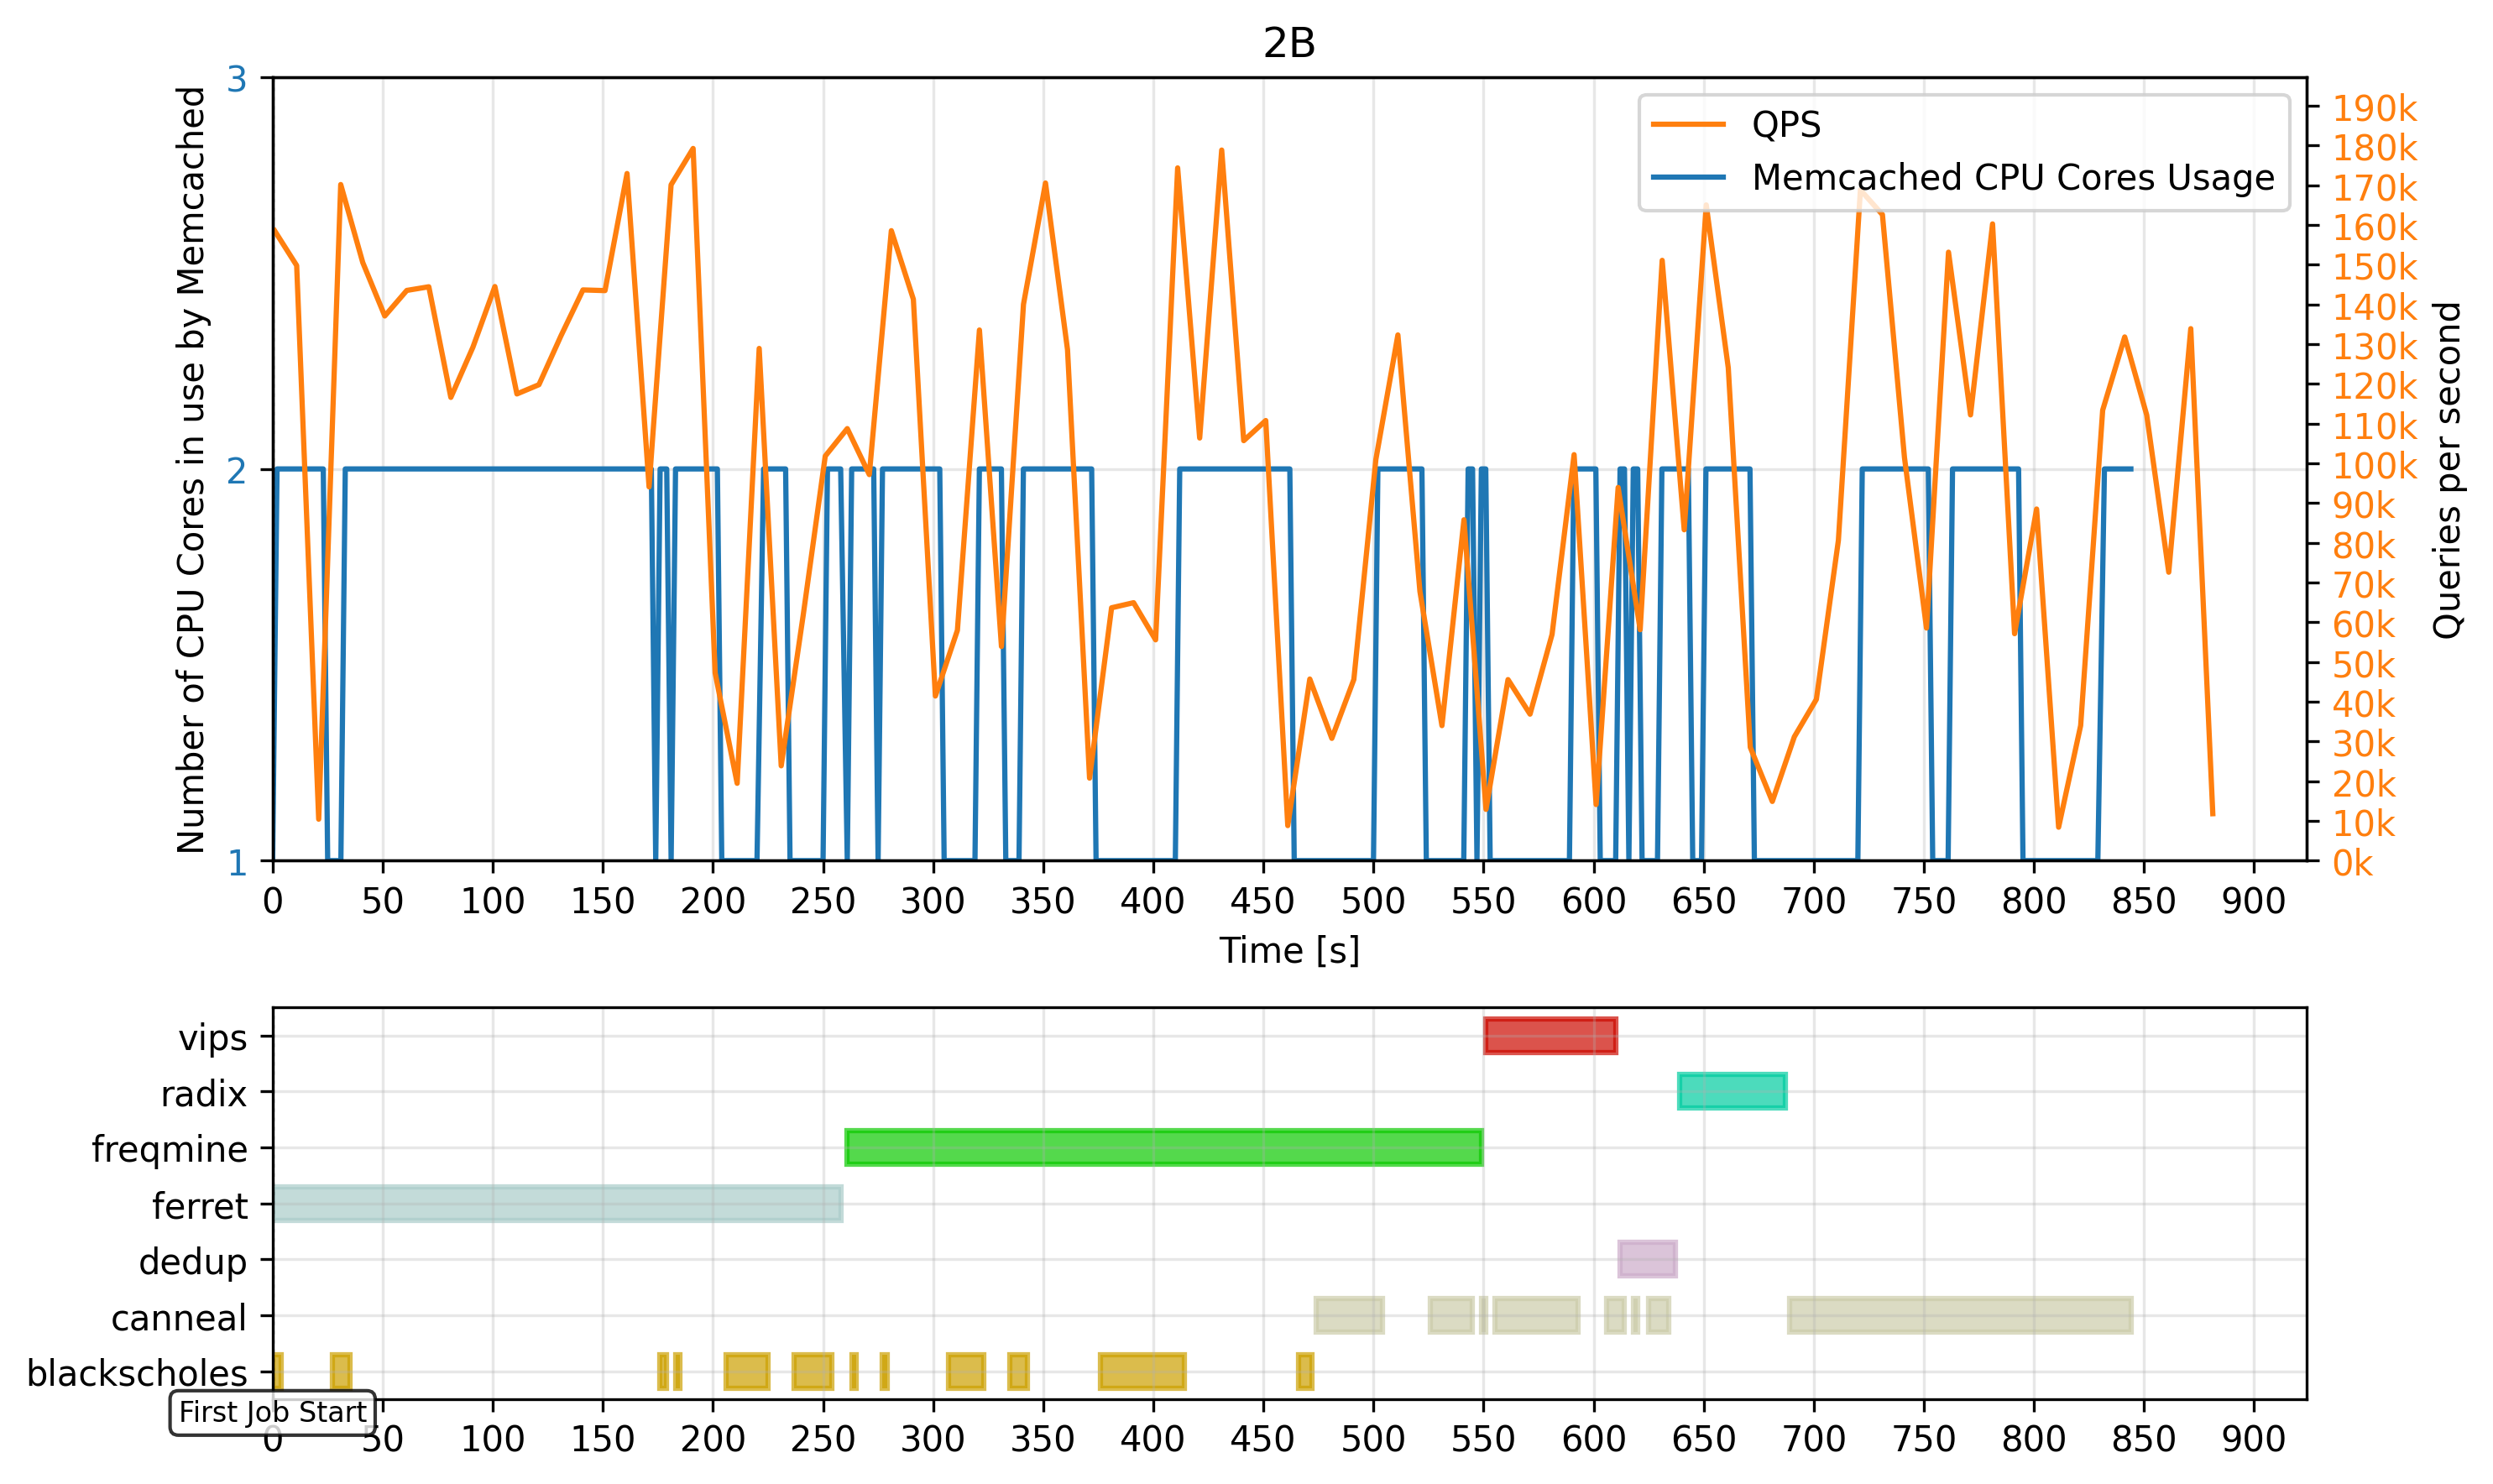 2B
3
2
1
Number of CPU Cores in use by Memcached
QPS
Memcached CPU Cores Usage
190k
180k
170k
160k
150k
140k
130k
120k
110k
100k
90k
80k
70k
60k
50k
40k
30k
20k
10k
0k
Queries per second
0 50 100 150 200 250 300 350 400 450 500 550 600 650 700 750 800 850 900
Time [s]
vips
radix
freqmine
ferret
dedup
canneal
blackscholes
First Job Start
0 50 100 150 200 250 300 350 400 450 500 550 600 650 700 750 800 850 900